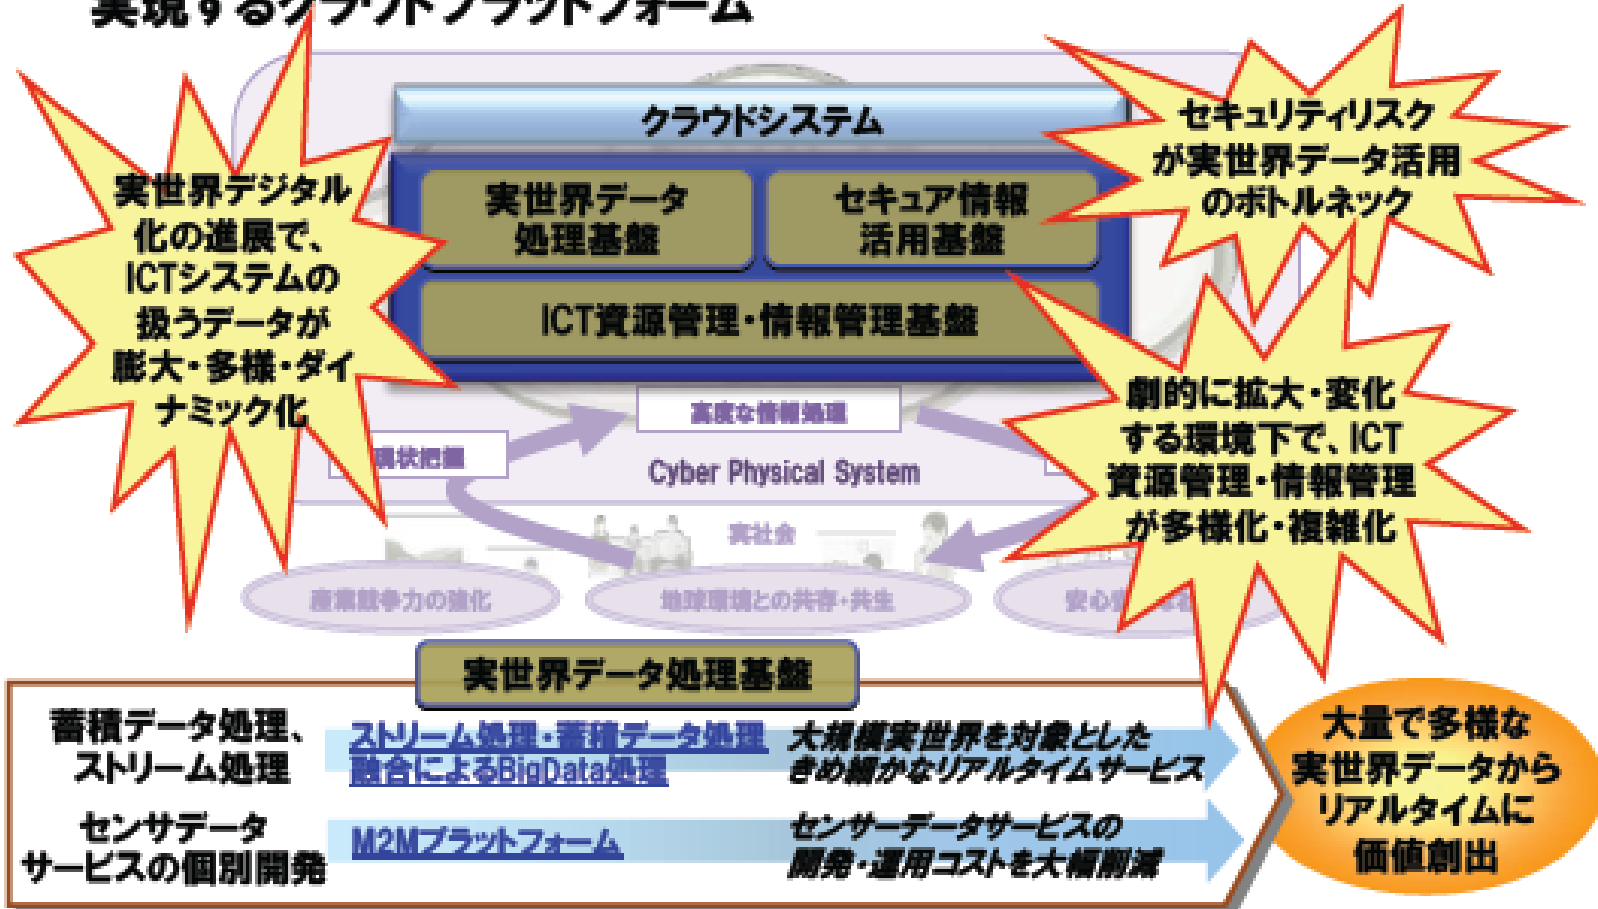 実現するクラウドプラットフォーム
クラウドシステム
実世界データ
処理基盤
セキュア情報
活用基盤
ICT資源管理・情報管理基盤
実世界デジタル
化の進展で、
ICTシステムの
扱うデータが
膨大・多様・ダイ
ナミック化
セキュリティリスク
が実世界データ活用
のボトルネック
劇的に拡大・変化
する環境下で、ICT
資源管理・情報管理
が多様化・複雑化
高度な情報処理
現状把握
Cyber Physical System
実社会
産業競争力の強化
地球環境との共存・共生
安心
実世界データ処理基盤
蓄積データ処理、
ストリーム処理
ストリーム処理・蓄積データ処理
融合によるBigData処理
大規模実世界を対象とした
きめ細かなリアルタイムサービス
センサデータ
サービスの個別開発
M2Mプラットフォーム
センサーデータサービスの
開発・運用コストを大幅削減
大量で多様な
実世界データから
リアルタイムに
価値創出